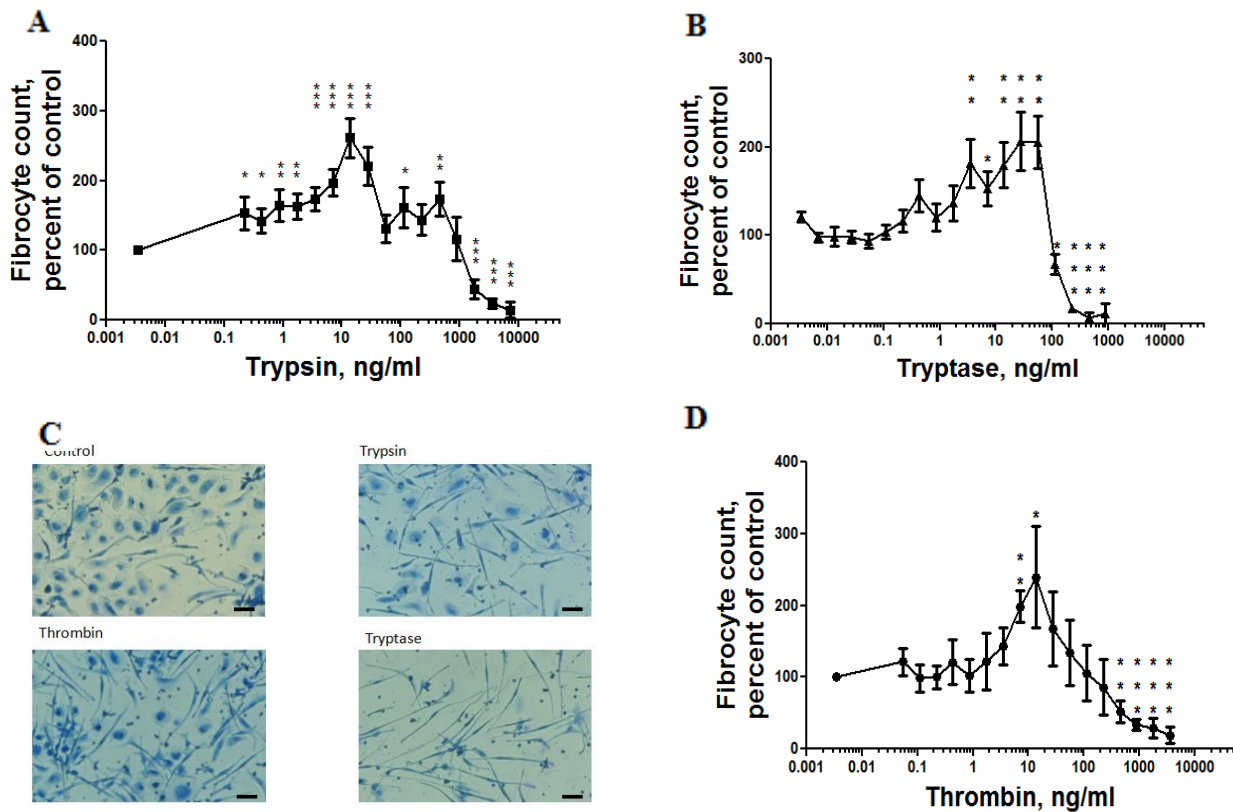 A
Fibrocyte count,
percent of control
400
300
200
100
0
0.001
0.01
0.1
1
10
100
1000
10000
Trypsin, ng/ml
* * ** ** *** *** *** *** * ** *** *** ***
B
Fibrocyte count,
percent of control
300
200
100
0
0.001
0.01
0.1
1
10
100
1000
10000
Tryptase, ng/ml
** * ** ** ** * *** *** ***
C
Control
Trypsin
Thrombin
Tryptase
D
Fibrocyte count,
percent of control
400
300
200
100
0
0.001
0.01
0.1
1
10
100
1000
10000
Thrombin, ng/ml
** * ** *** *** ***